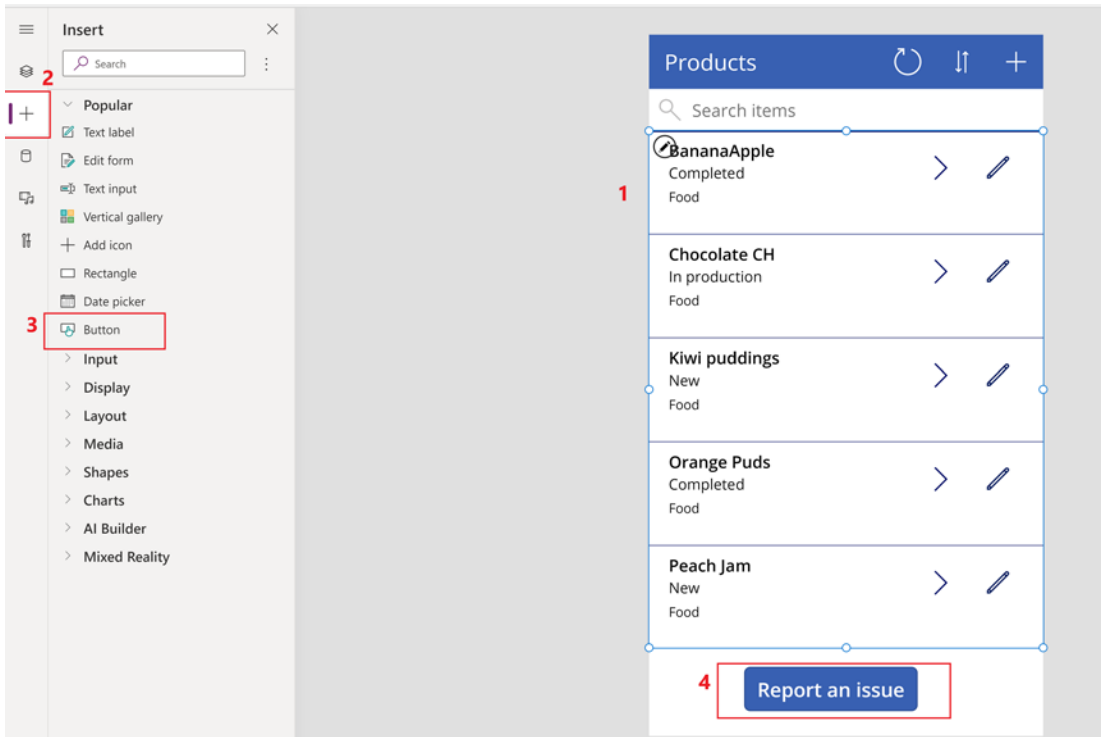 Insert
Search
2
Popular
Text label
Edit form
Text input
Vertical gallery
Add icon
Rectangle
Date picker
3
Button
Input
Display
Layout
Media
Shapes
Charts
AI Builder
Mixed Reality
Products
Search items
1
BananaApple
Completed
Food
Chocolate CH
In production
Food
Kiwi puddings
New
Food
Orange Puds
Completed
Food
Peach Jam
New
Food
4
Report an issue